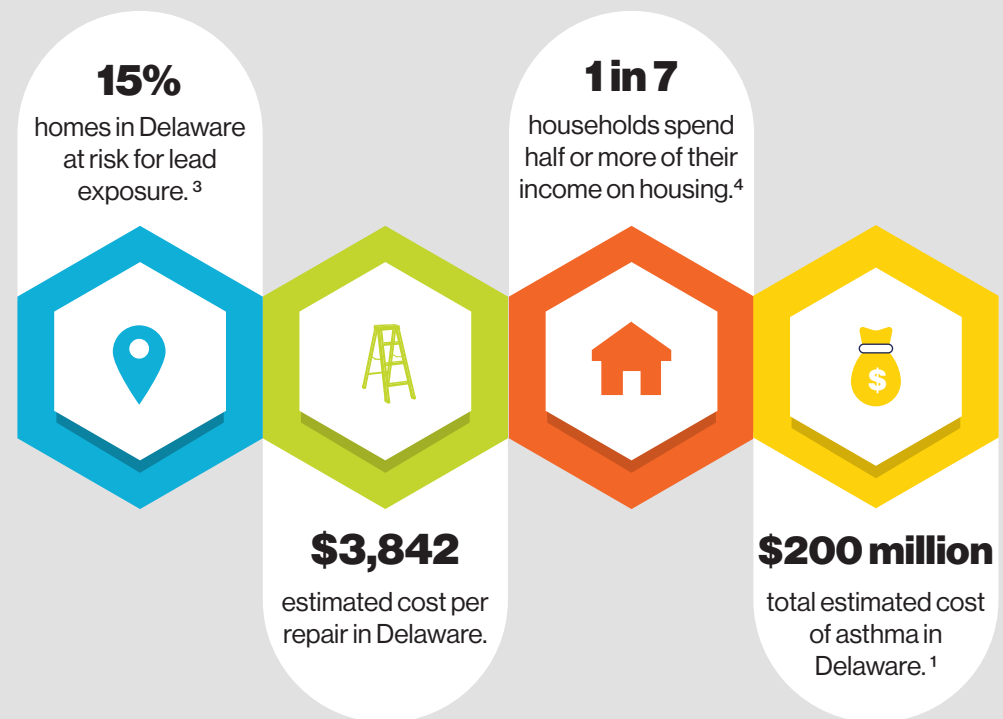 15%
homes in Delaware
at risk for lead
exposure. ³
$3,842
estimated cost per
repair in Delaware.
1 in 7
households spend
half or more of their
income on housing.⁴
$
$200 million
total estimated cost
of asthma in
Delaware. ¹